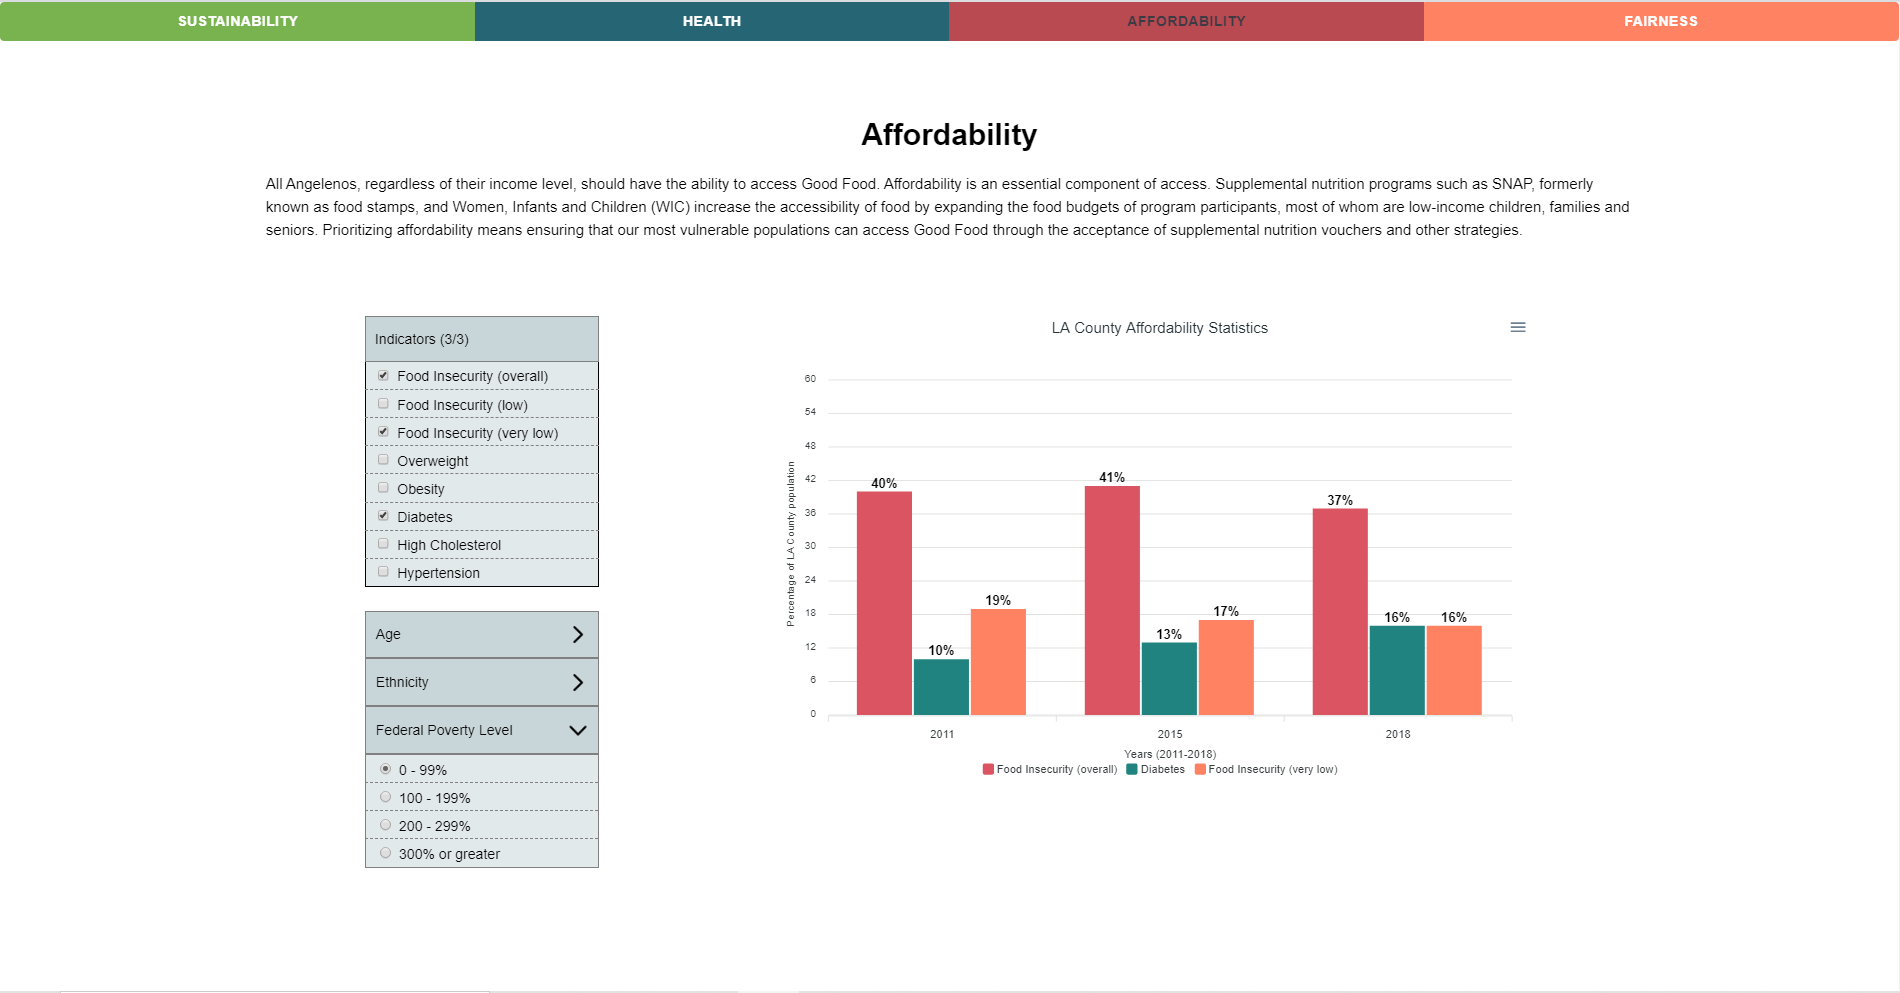 SUSTAINABILITY
HEALTH
AFFORDABILITY
FAIRNESS
Affordability
All Angelenos, regardless of their income level, should have the ability to access Good Food. Affordability is an essential component of access. Supplemental nutrition programs such as SNAP, formerly
known as food stamps, and Women, Infants and Children (WIC) increase the accessibility of food by expanding the food budgets of program participants, most of whom are low-income children, families and
seniors. Prioritizing affordability means ensuring that our most vulnerable populations can access Good Food through the acceptance of supplemental nutrition vouchers and other strategies.
Indicators (3/3)
Food Insecurity (overall)
Food Insecurity (low)
Food Insecurity (very low)
Overweight
Obesity
Diabetes
High Cholesterol
Hypertension
Age
Ethnicity
Federal Poverty Level
0 - 99%
100 - 199%
200 - 299%
300% or greater
LA County Affordability Statistics
Percentage of LA County population
60
54
48
42
36
30
24
18
12
6
0
40%
10%
19%
41%
13%
17%
37%
16%
16%
2011
2015
2018
Years (2011-2018)
Food Insecurity (overall)
Diabetes
Food Insecurity (very low)